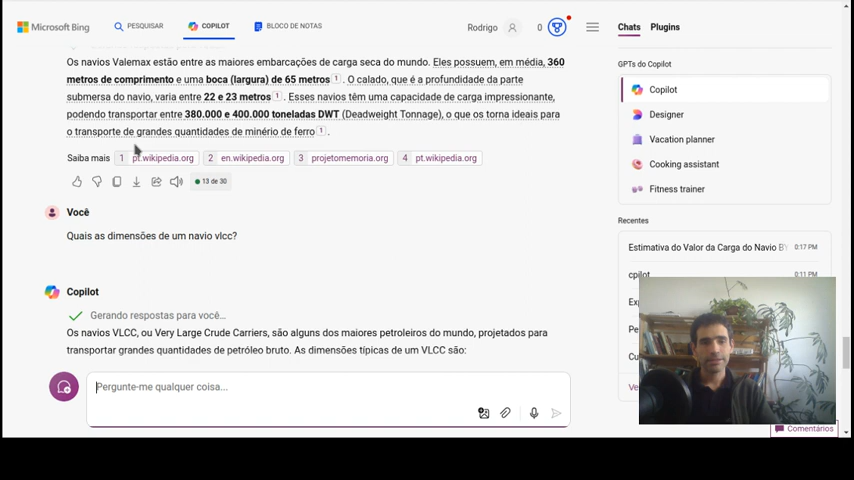 Microsoft Bing
PESQUISAR
COPILOT
BLOCO DE NOTAS
Rodrigo
0
Os navios Valemax estão entre as maiores embarcações de carga seca do mundo. Eles possuem, em média, 360
metros de comprimento e uma boca (largura) de 65 metros 1 . O calado, que é a profundidade da parte
submersa do navio, varia entre 22 e 23 metros 1 . Esses navios têm uma capacidade de carga impressionante,
podendo transportar entre 380.000 e 400.000 toneladas DWT (Deadweight Tonnage), o que os torna ideais para
o transporte de grandes quantidades de minério de ferro 1 .
Saiba mais 1 pt.wikipedia.org 2 en.wikipedia.org 3 projetomemoria.org 4 pt.wikipedia.org
13 de 30
Você
Quais as dimensões de um navio vlcc?
Copilot
Gerando respostas para você...
Os navios VLCC, ou Very Large Crude Carriers, são alguns dos maiores petroleiros do mundo, projetados para
transportar grandes quantidades de petróleo bruto. As dimensões típicas de um VLCC são:
Pergunte-me qualquer coisa...
Chats
Plugins
GPTs do Copilot
Copilot
Designer
Vacation planner
Cooking assistant
Fitness trainer
Recentes
Estimativa do Valor da Carga do Navio 0:17 PM
cpilot 0:11 PM
Exp
Pe
Cu
Ve
Comentários